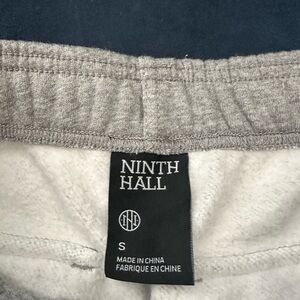 NINTH
HALL
S
MADE IN CHINA
FABRIQUE EN CHINE